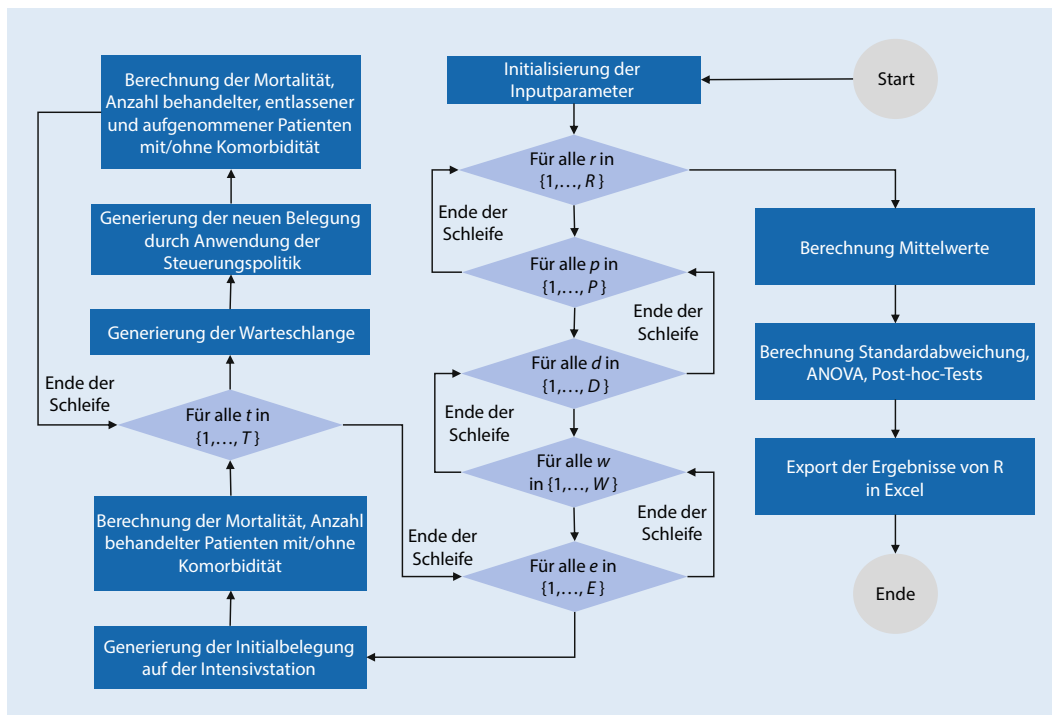 Start
Initialisierung der
Inputparameter
Für alle r in
{1,..., R }
Ende der
Schleife
Für alle p in
{1,..., P }
Ende der
Schleife
Für alle d in
{1,..., D }
Ende der
Schleife
Für alle w
in {1,..., W }
Ende der
Schleife
Für alle e in
{1,..., E }
Generierung der Initialbelegung
auf der Intensivstation
Berechnung der Mortalität, Anzahl
behandelter Patienten mit/ohne
Komorbidität
Für alle t in
{1,..., T }
Ende der
Schleife
Generierung der Warteschlange
Generierung der neuen Belegung
durch Anwendung der
Steuerungspolitik
Berechnung der Mortalität,
Anzahl behandelter, entlassener
und aufgenommener Patienten
mit/ohne Komorbidität
Ende der
Schleife
Berechnung Mittelwerte
Berechnung Standardabweichung,
ANOVA, Post-hoc-Tests
Export der Ergebnisse von R
in Excel
Ende